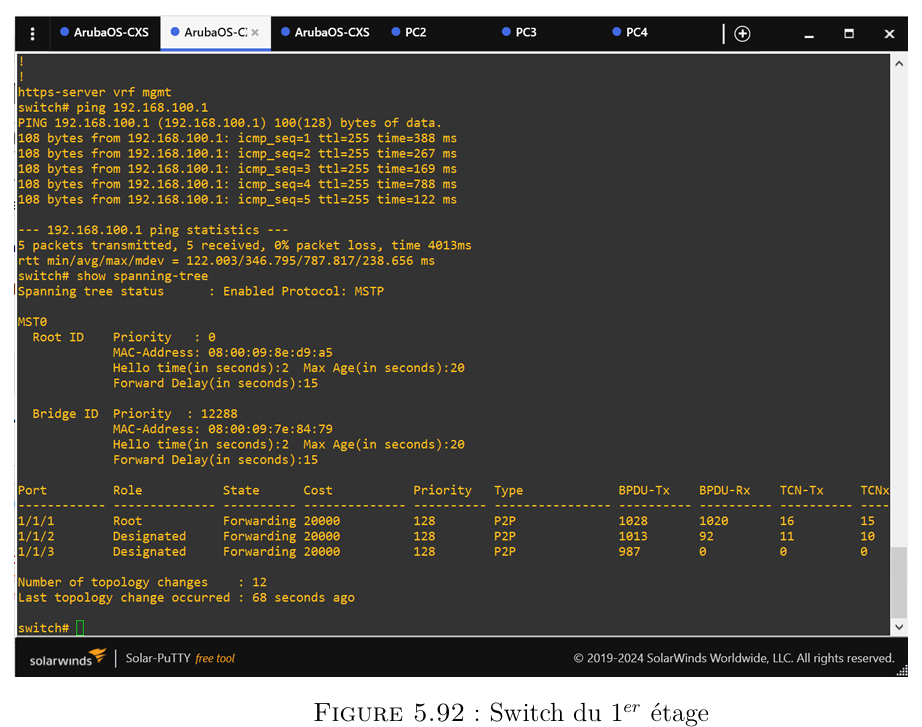 ArubaOS-CXS ArubaOS-C) × ArubaOS-CXS PC2 PC3 PC4
!
!
https-server vrf mgmt
switch# ping 192.168.100.1
PING 192.168.100.1 (192.168.100.1) 100(128) bytes of data.
108 bytes from 192.168.100.1: icmp_seq=1 ttl=255 time=388 ms
108 bytes from 192.168.100.1: icmp_seq=2 ttl=255 time=267 ms
108 bytes from 192.168.100.1: icmp_seq=3 ttl=255 time=169 ms
108 bytes from 192.168.100.1: icmp_seq=4 ttl=255 time=788 ms
108 bytes from 192.168.100.1: icmp_seq=5 ttl=255 time=122 ms
--- 192.168.100.1 ping statistics ---
5 packets transmitted, 5 received, 0% packet loss, time 4013ms
rtt min/avg/max/mdev = 122.003/346.795/787.817/238.656 ms
switch# show spanning-tree
Spanning tree status : Enabled Protocol: MSTP
MST0
Root ID Priority : 0
MAC-Address: 08:00:09:8e:d9:a5
Hello time(in seconds):2 Max Age(in seconds):20
Forward Delay(in seconds):15
Bridge ID Priority : 12288
MAC-Address: 08:00:09:7e:84:79
Hello time(in seconds):2 Max Age(in seconds):20
Forward Delay(in seconds):15
Port Role State Cost Priority Type BPDU-Tx BPDU-Rx TCN-Tx TCNx
------------ -------------- ---------- -------------- ---------- ---------------- ---------- ---------- ---------- ----
1/1/1 Root Forwarding 20000 128 P2P 1028 1020 16 15
1/1/2 Designated Forwarding 20000 128 P2P 1013 92 11 10
1/1/3 Designated Forwarding 20000 128 P2P 987 0 0 0
Number of topology changes : 12
Last topology change occurred : 68 seconds ago
switch#
solarwinds Solar-PuTTY free tool © 2019-2024 SolarWinds Worldwide, LLC. All rights reserved.
FIGURE 5.92 : Switch du 1er étage